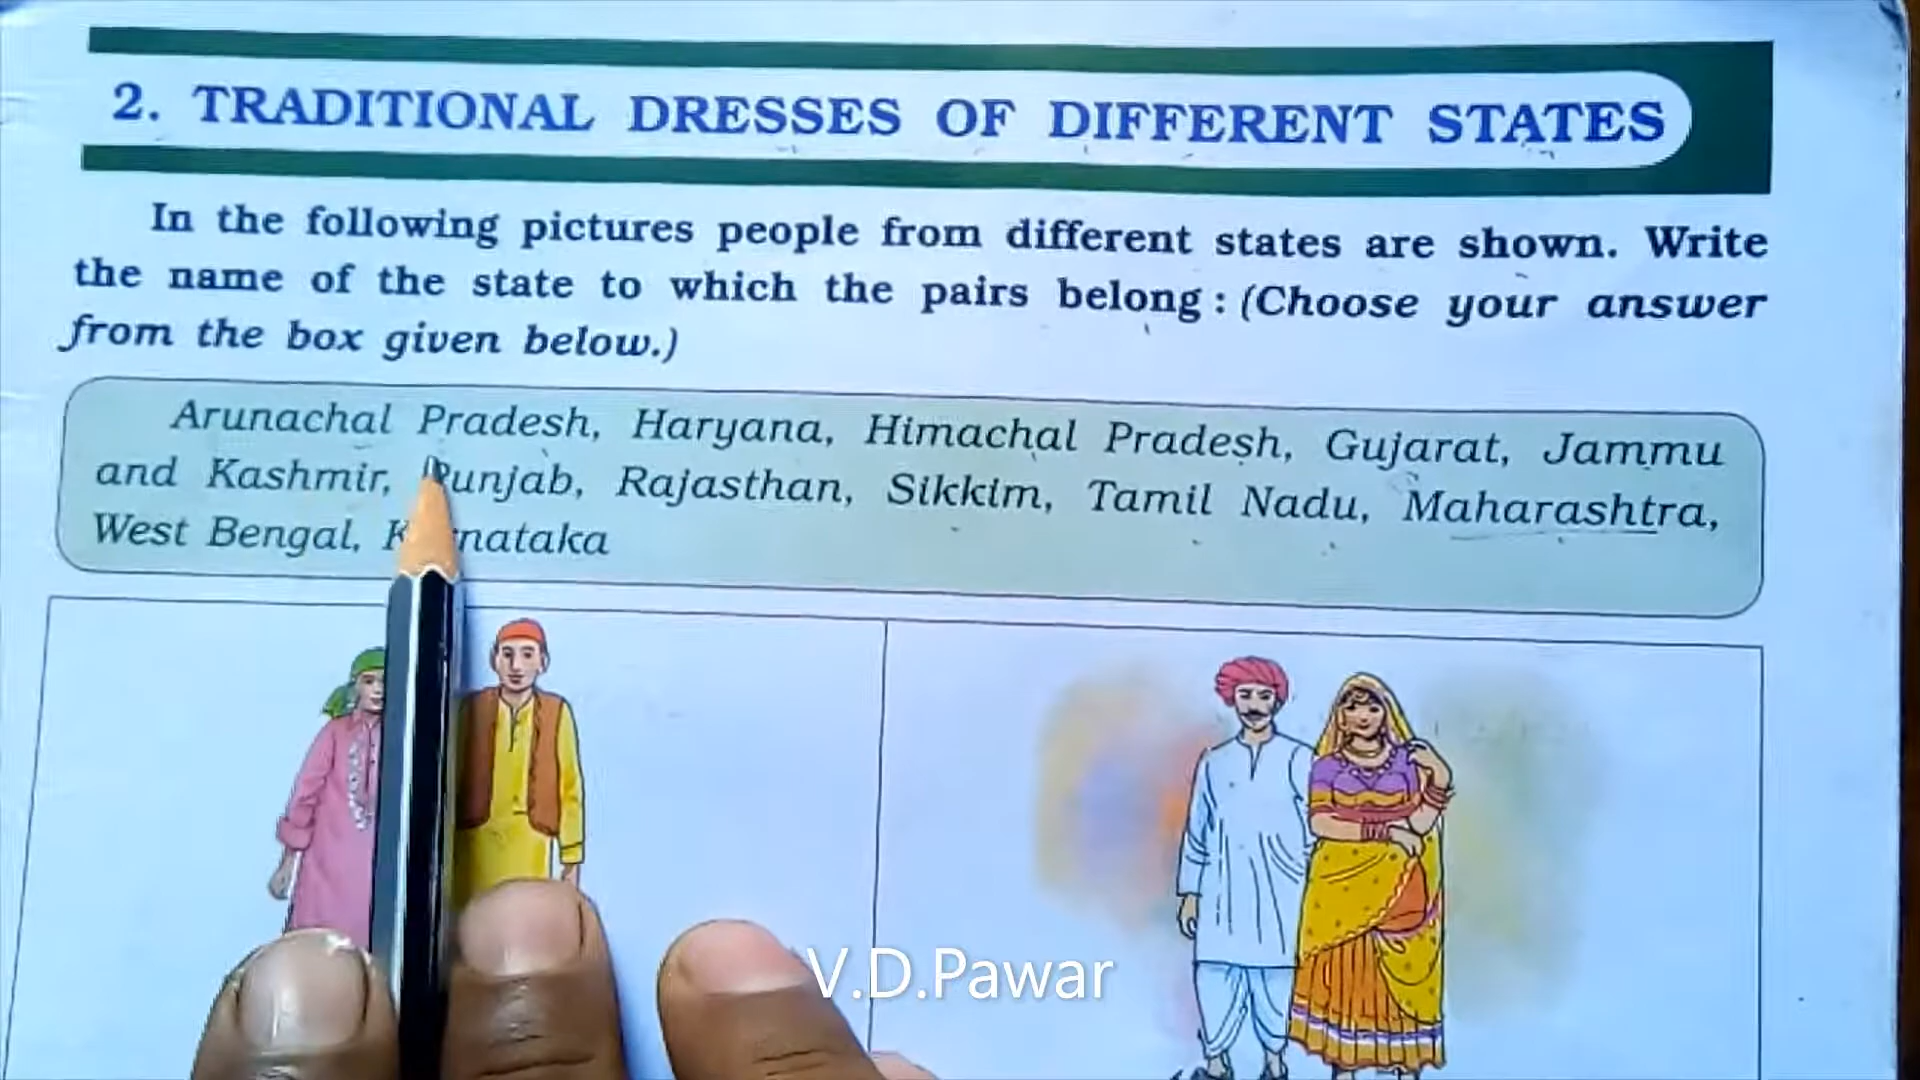 2. TRADITIONAL DRESSES OF DIFFERENT STATES
In the following pictures people from different states are shown. Write
the name of the state to which the pairs belong : (Choose your answer
from the box given below.)
Arunachal Pradesh, Haryana, Himachal Pradesh, Gujarat, Jammu
and Kashmir, Punjab, Rajasthan, Sikkim, Tamil Nadu, Maharashtra,
West Bengal,
V.D.Pawar